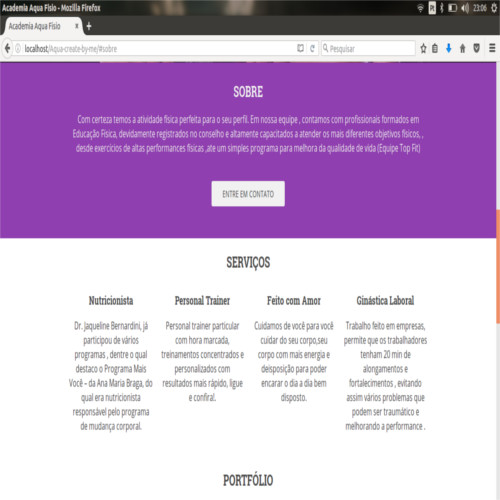 Academia Aqua Fisio - Mozilla Firefox
Pt
23:06
Academia Aqua Fisio
localhost/Aqua-create-by-me/#sobre
Pesquisar
SOBRE
Com certeza temos a atividade física perfeita para o seu perfil. Em nossa equipe , contamos com profissionais formados em
Educação Física, devidamente registrados no conselho e altamente capacitados a atender os mais diferentes objetivos físicos, ,
desde exercícios de altas performances físicas ,ate um simples programa para melhora da qualidade de vida (Equipe Top Fit)
ENTRE EM CONTATO
SERVIÇOS
Nutricionista
Dr. Jaqueline Bernardini, já
participou de vários
programas , dentre o qual
destaco o Programa Mais
Você – da Ana Maria Braga, do
qual era nutricionista
responsável pelo programa
de mudança corporal.
Personal Trainer
Personal trainer particular
com hora marcada,
treinamentos concentrados e
personalizados com
resultados mais rápido, ligue
e confira!.
Feito com Amor
Cuidamos de você para você
cuidar do seu corpo,seu
corpo com mais energia e
deisposição para poder
encarar o dia a dia bem
disposto.
Ginástica Laboral
Trabalho feito em empresas,
permite que os trabalhadores
tenham 20 min de
alongamentos e
fortalecimentos , evitando
assim vários problemas que
podem ser traumático e
melhorando a performance .
PORTFÓLIO